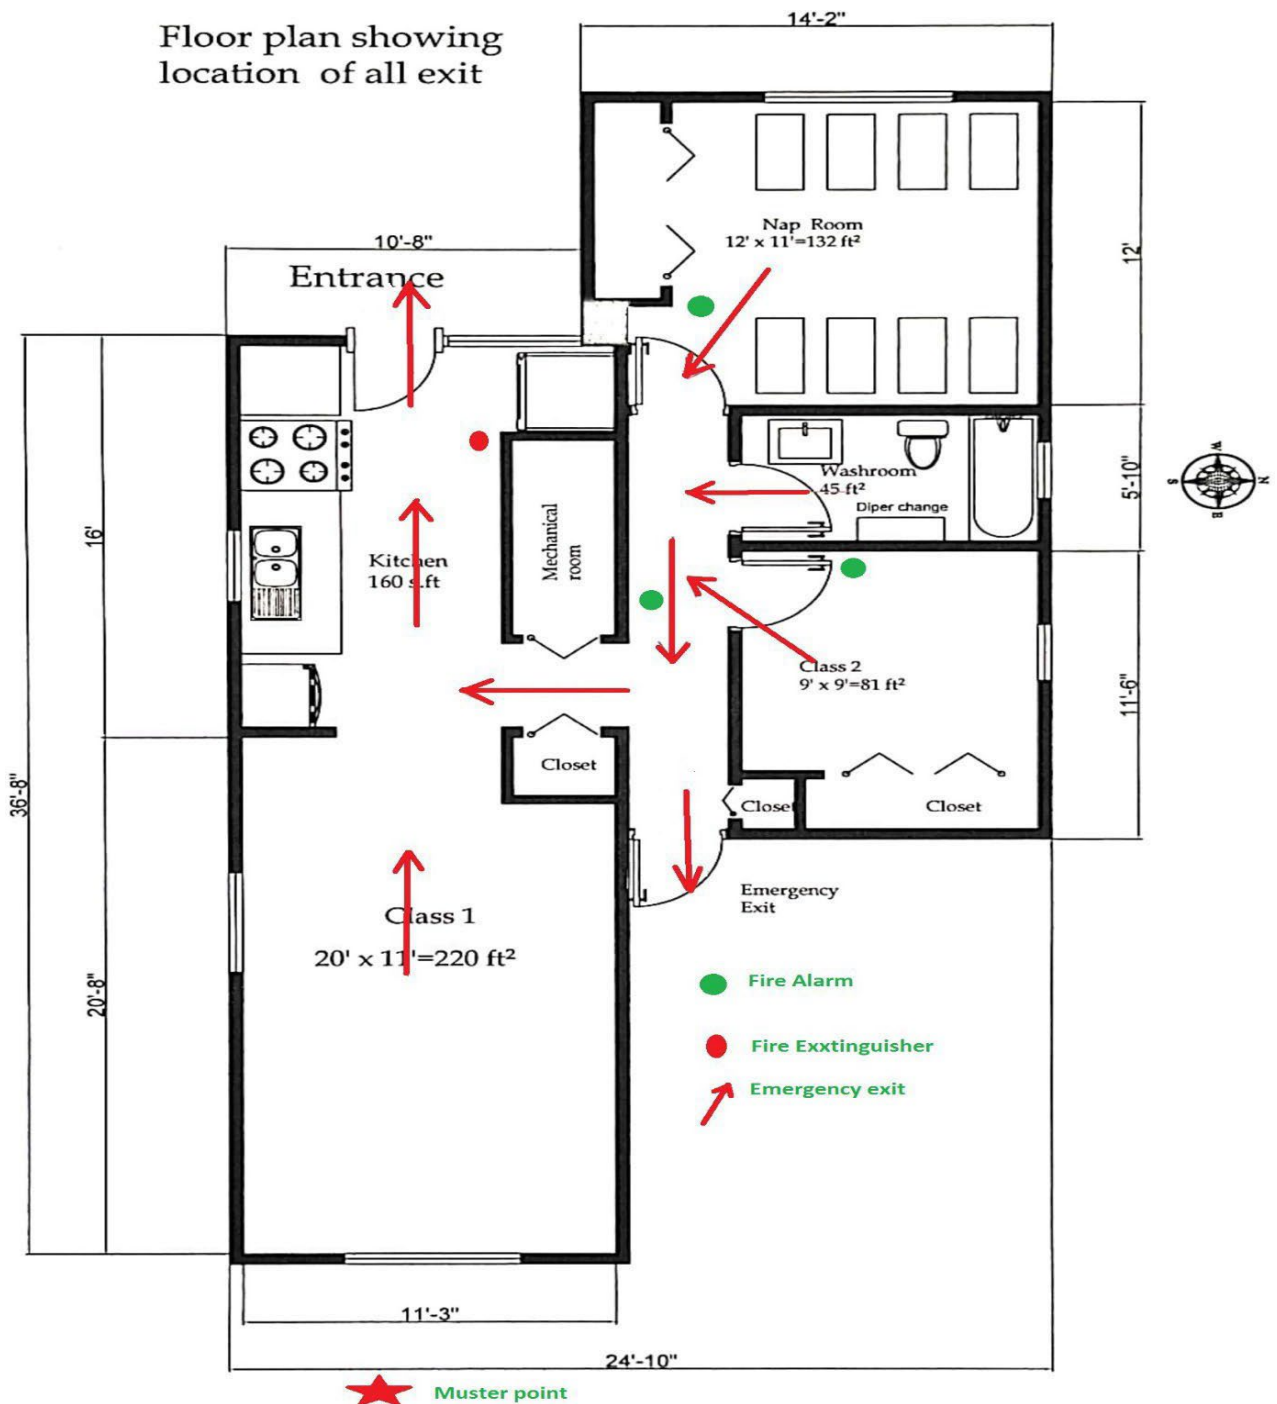 Floor plan showing
location of all exit
14'-2"
10'-8"
Entrance
Nap Room
12' x 11'=132 ft²
12'
16'
Kitchen
160 s.ft
Mechanical
room
Washroom
45 ft²
Diper change
5'-10"
W
N
S
E
Class 2
9' x 9'=81 ft²
11'-6"
Closet
Closet
Closet
36'-8"
Class 1
20' x 11'=220 ft²
20'-8"
Emergency
Exit
Fire Alarm
Fire Exxtinguisher
Emergency exit
11'-3"
24'-10"
Muster point